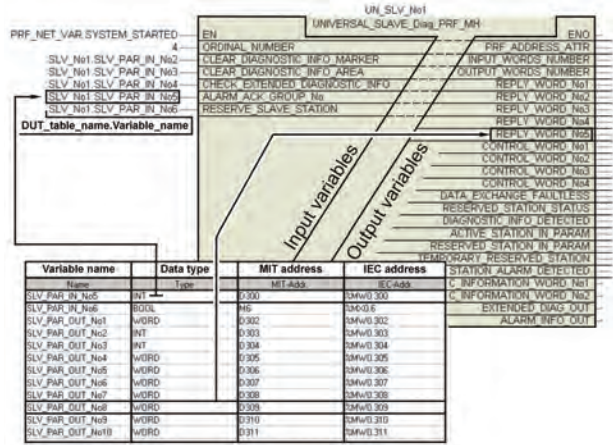 UN_SLV_No1
UNIVERSAL_SLAVE_Diag_PRF_MH
PRF_NET_VAR.SYSTEM_STARTED EN ENO
4 ORDINAL_NUMBER PRF_ADDRESS_ATTR
SLV_No1.SLV_PAR_IN_No2 CLEAR_DIAGNOSTIC_INFO_MARKER INPUT_WORDS_NUMBER
SLV_No1.SLV_PAR_IN_No3 CLEAR_DIAGNOSTIC_INFO_AREA OUTPUT_WORDS_NUMBER
SLV_No1.SLV_PAR_IN_No4 CHECK_EXTENDED_DIAGNOSTIC_INFO REPLY_WORD_No1
SLV_No1.SLV_PAR_IN_No5 ALARM_ACK_GROUP_No REPLY_WORD_No2
SLV_No1.SLV_PAR_IN_No6 RESERVE_SLAVE_STATION REPLY_WORD_No3
REPLY_WORD_No4
DUT_table_name.Variable_name
REPLY_WORD_No5
CONTROL_WORD_No1
CONTROL_WORD_No2
CONTROL_WORD_No3
CONTROL_WORD_No4
DATA_EXCHANGE_FAULTLESS
RESERVED_STATION_STATUS
DIAGNOSTIC_INFO_DETECTED
ACTIVE_STATION_IN_PARAM
RESERVED_STATION_IN_PARAM
TEMPORARY_RESERVED_STATION
STATION_ALARM_DETECTED
C_INFORMATION_WORD_No1
C_INFORMATION_WORD_No2
EXTENDED_DIAG_OUT
ALARM_INFO_OUT
Input variables
Output variables
Variable name Data type MIT address IEC address
Name Type MIT-Addr. IEC-Addr.
SLV_PAR_IN_No5 INT D300 %MW0.300
SLV_PAR_IN_No6 BOOL M6 %MX0.6
SLV_PAR_OUT_No1 WORD D302 %MW0.302
SLV_PAR_OUT_No2 INT D303 %MW0.303
SLV_PAR_OUT_No3 INT D304 %MW0.304
SLV_PAR_OUT_No4 WORD D305 %MW0.305
SLV_PAR_OUT_No5 WORD D306 %MW0.306
SLV_PAR_OUT_No6 WORD D307 %MW0.307
SLV_PAR_OUT_No7 WORD D308 %MW0.308
SLV_PAR_OUT_No8 WORD D309 %MW0.309
SLV_PAR_OUT_No9 WORD D310 %MW0.310
SLV_PAR_OUT_No10 WORD D311 %MW0.311